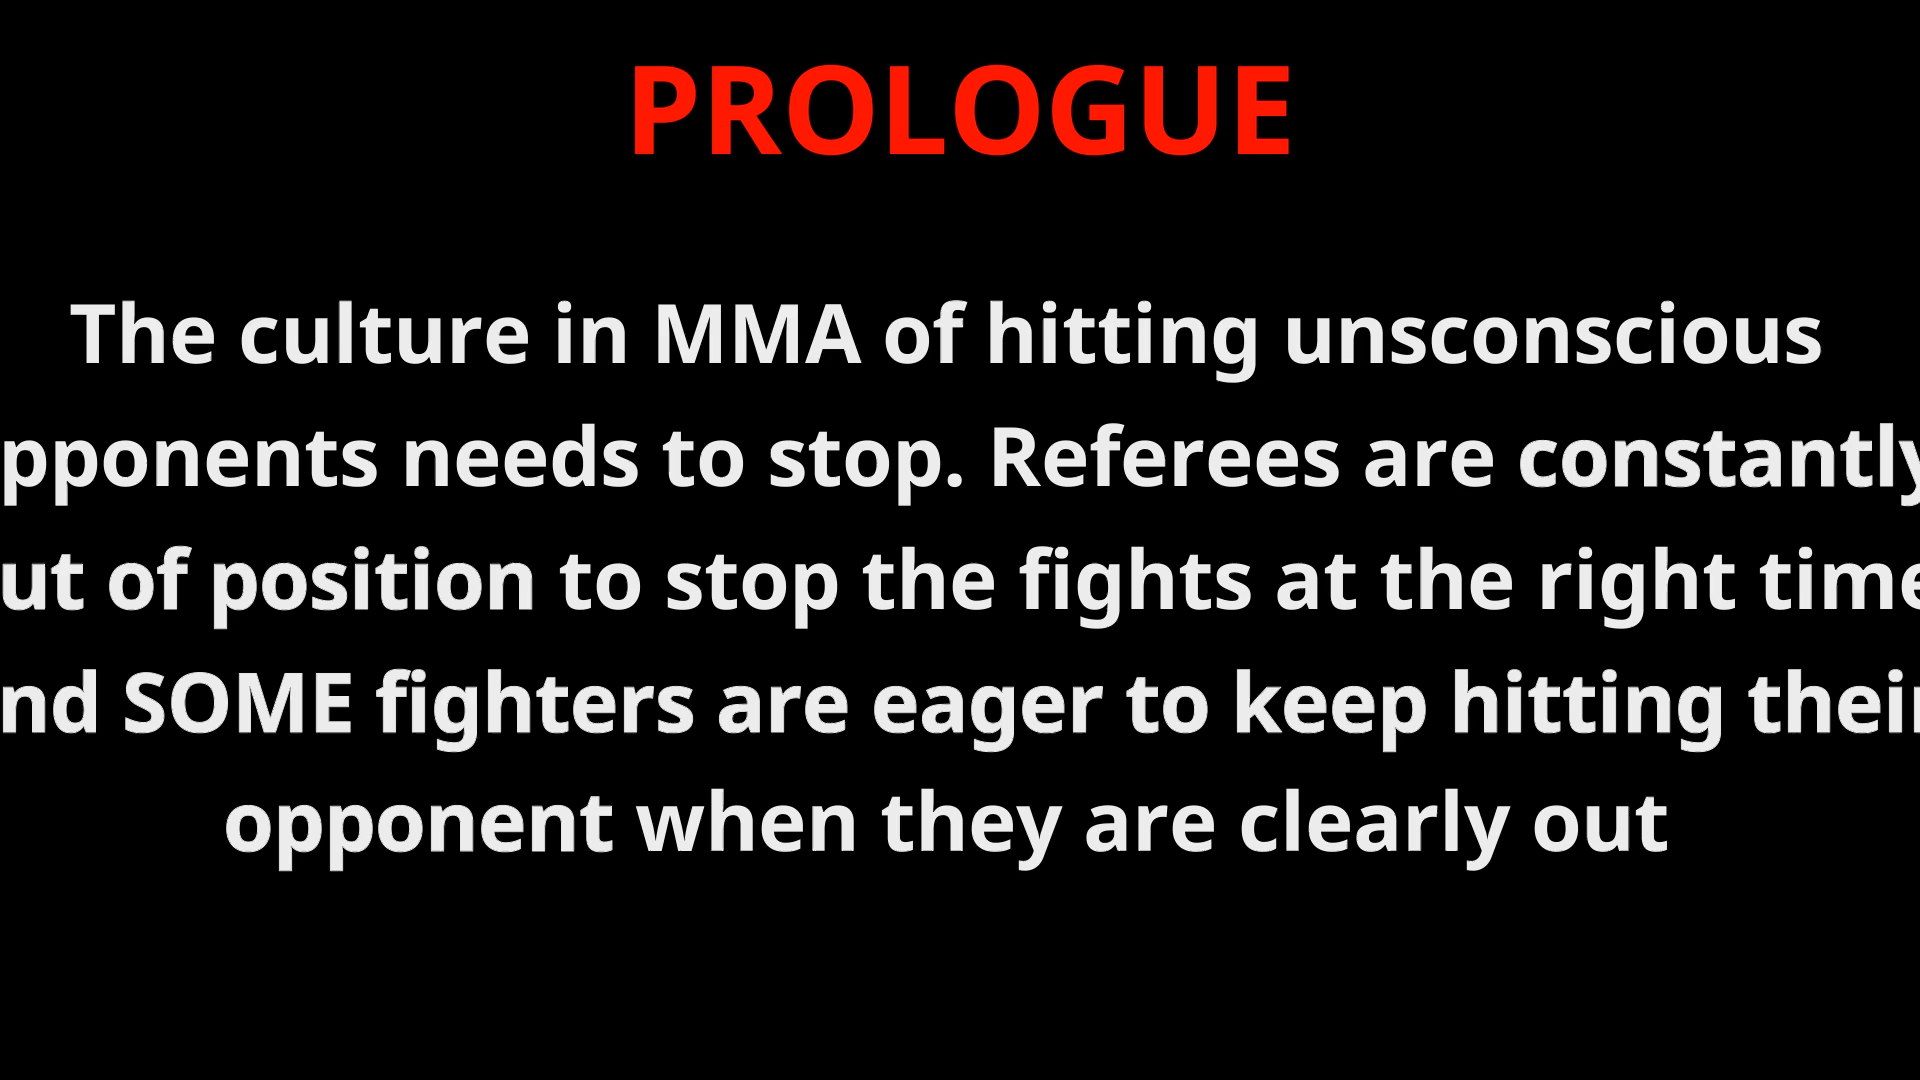 PROLOGUE
The culture in MMA of hitting unsconscious
pponents needs to stop. Referees are constantly
ut of position to stop the fights at the right time
nd SOME fighters are eager to keep hitting their
opponent when they are clearly out